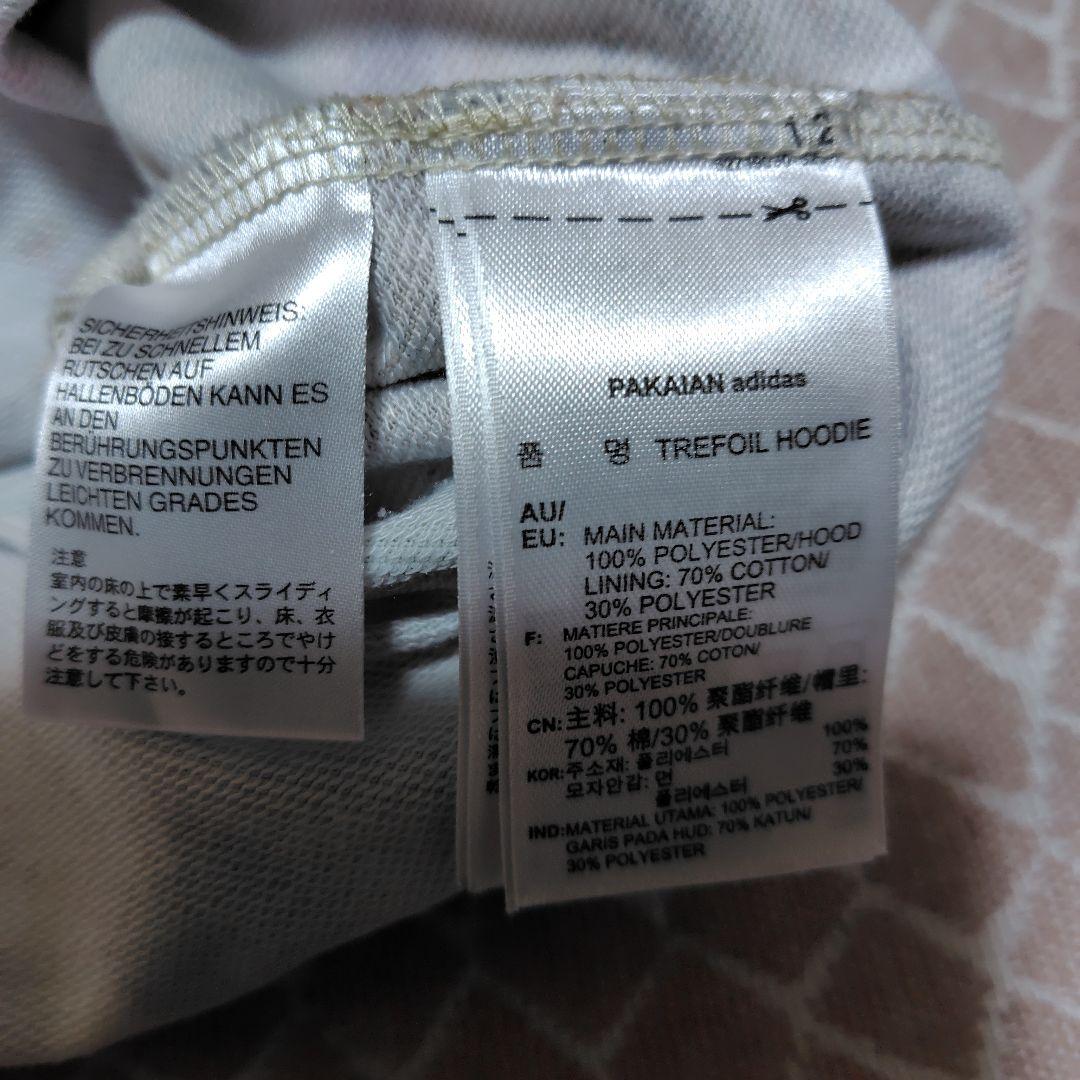 12
SICHERHEITSHINWEIS:
BEI ZU SCHNELLEM
RUTSCHEN AUF
HALLENBÖDEN KANN ES
AN DEN
BERÜHRUNGSPUNKTEN
ZU VERBRENNUNGEN
LEICHTEN GRADES
KOMMEN.
注意
室内の床の上で素早くスライディ
ングすると摩擦が起こり、床、衣
服及び皮膚の接するところでやけ
どをする危険がありますので十分
注意して下さい。
PAKAIAN adidas
품 명 TREFOIL HOODIE
AU/
EU: MAIN MATERIAL:
100% POLYESTER/HOOD
LINING: 70% COTTON/
30% POLYESTER
F: MATIERE PRINCIPALE:
100% POLYESTER/DOUBLURE
CAPUCHE: 70% COTON/
30% POLYESTER
CN: 主料: 100% 聚酯纤维/帽里:
70% 棉/30% 聚酯纤维
KOR: 주소재: 폴리에스터 100%
모자안감: 면 70%
폴리에스터 30%
IND: MATERIAL UTAMA: 100% POLYESTER/
GARIS PADA HUD: 70% KATUN/
30% POLYESTER